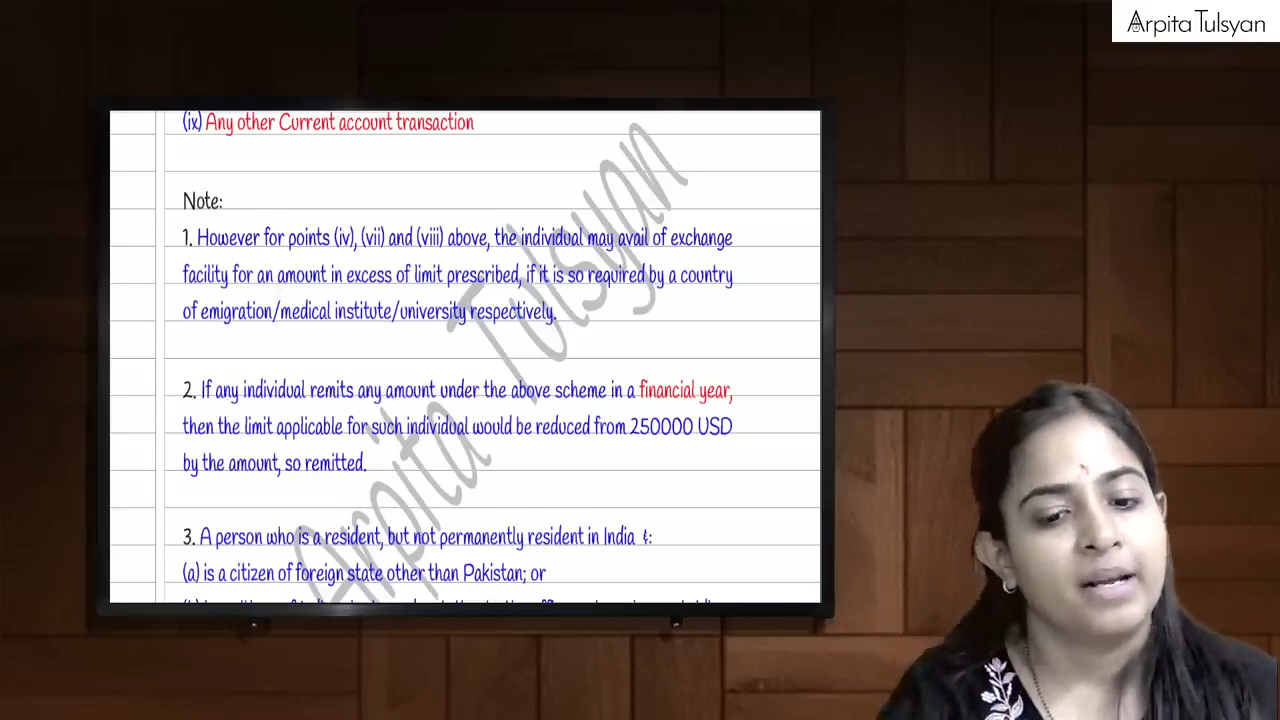 Arpita Tulsyan
(ix) Any other Current account transaction
Note:
1. However for points (iv), (vii) and (viii) above, the individual may avail of exchange
facility for an amount in excess of limit prescribed, if it is so required by a country
of emigration/medical institute/university respectively.
2. If any individual remits any amount under the above scheme in a financial year,
then the limit applicable for such individual would be reduced from 250000 USD
by the amount, so remitted.
3. A person who is a resident, but not permanently resident in India &:
(a) is a citizen of foreign state other than Pakistan; or
Arpita Tulsyan